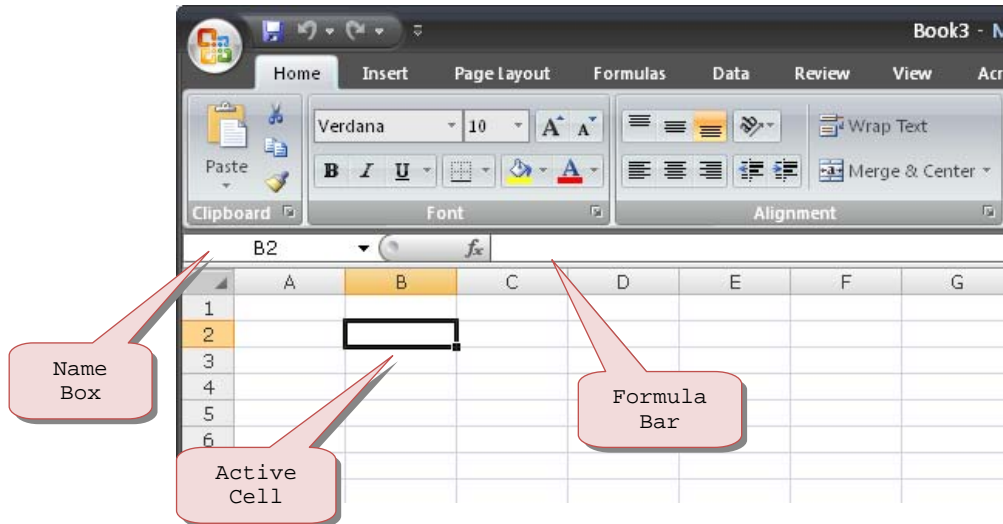 Book3 - M
Home Insert Page Layout Formulas Data Review View Acr
Verdana 10 A A Wrap Text
Paste B I U A Merge & Center
Clipboard Font Alignment
B2 fx
A B C D E F G
1
2
3
Name
Box
4
Formula
Bar
5
6
Active
Cell